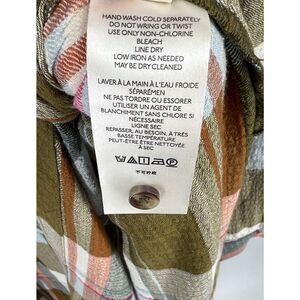 HAND WASH COLD SEPARATELY
DO NOT WRING OR TWIST
USE ONLY NON-CHLORINE
BLEACH
LINE DRY
LOW IRON AS NEEDED
MAY BE DRY CLEANED
LAVER À LA MAIN À L'EAU FROIDE
SÉPARÉMEN
NE PAS TORDRE OU ESSORER
UTILISER UN AGENT DE
BLANCHIMENT SANS CHLORE SI
NÉCESSAIRE
LIGNE SEC
REPASSER, AU BESOIN, À TRÉS
BASSE TEMPÉRATURE
PEUT-ÊTRE ÊTRE NETTOYÉE
À SEC